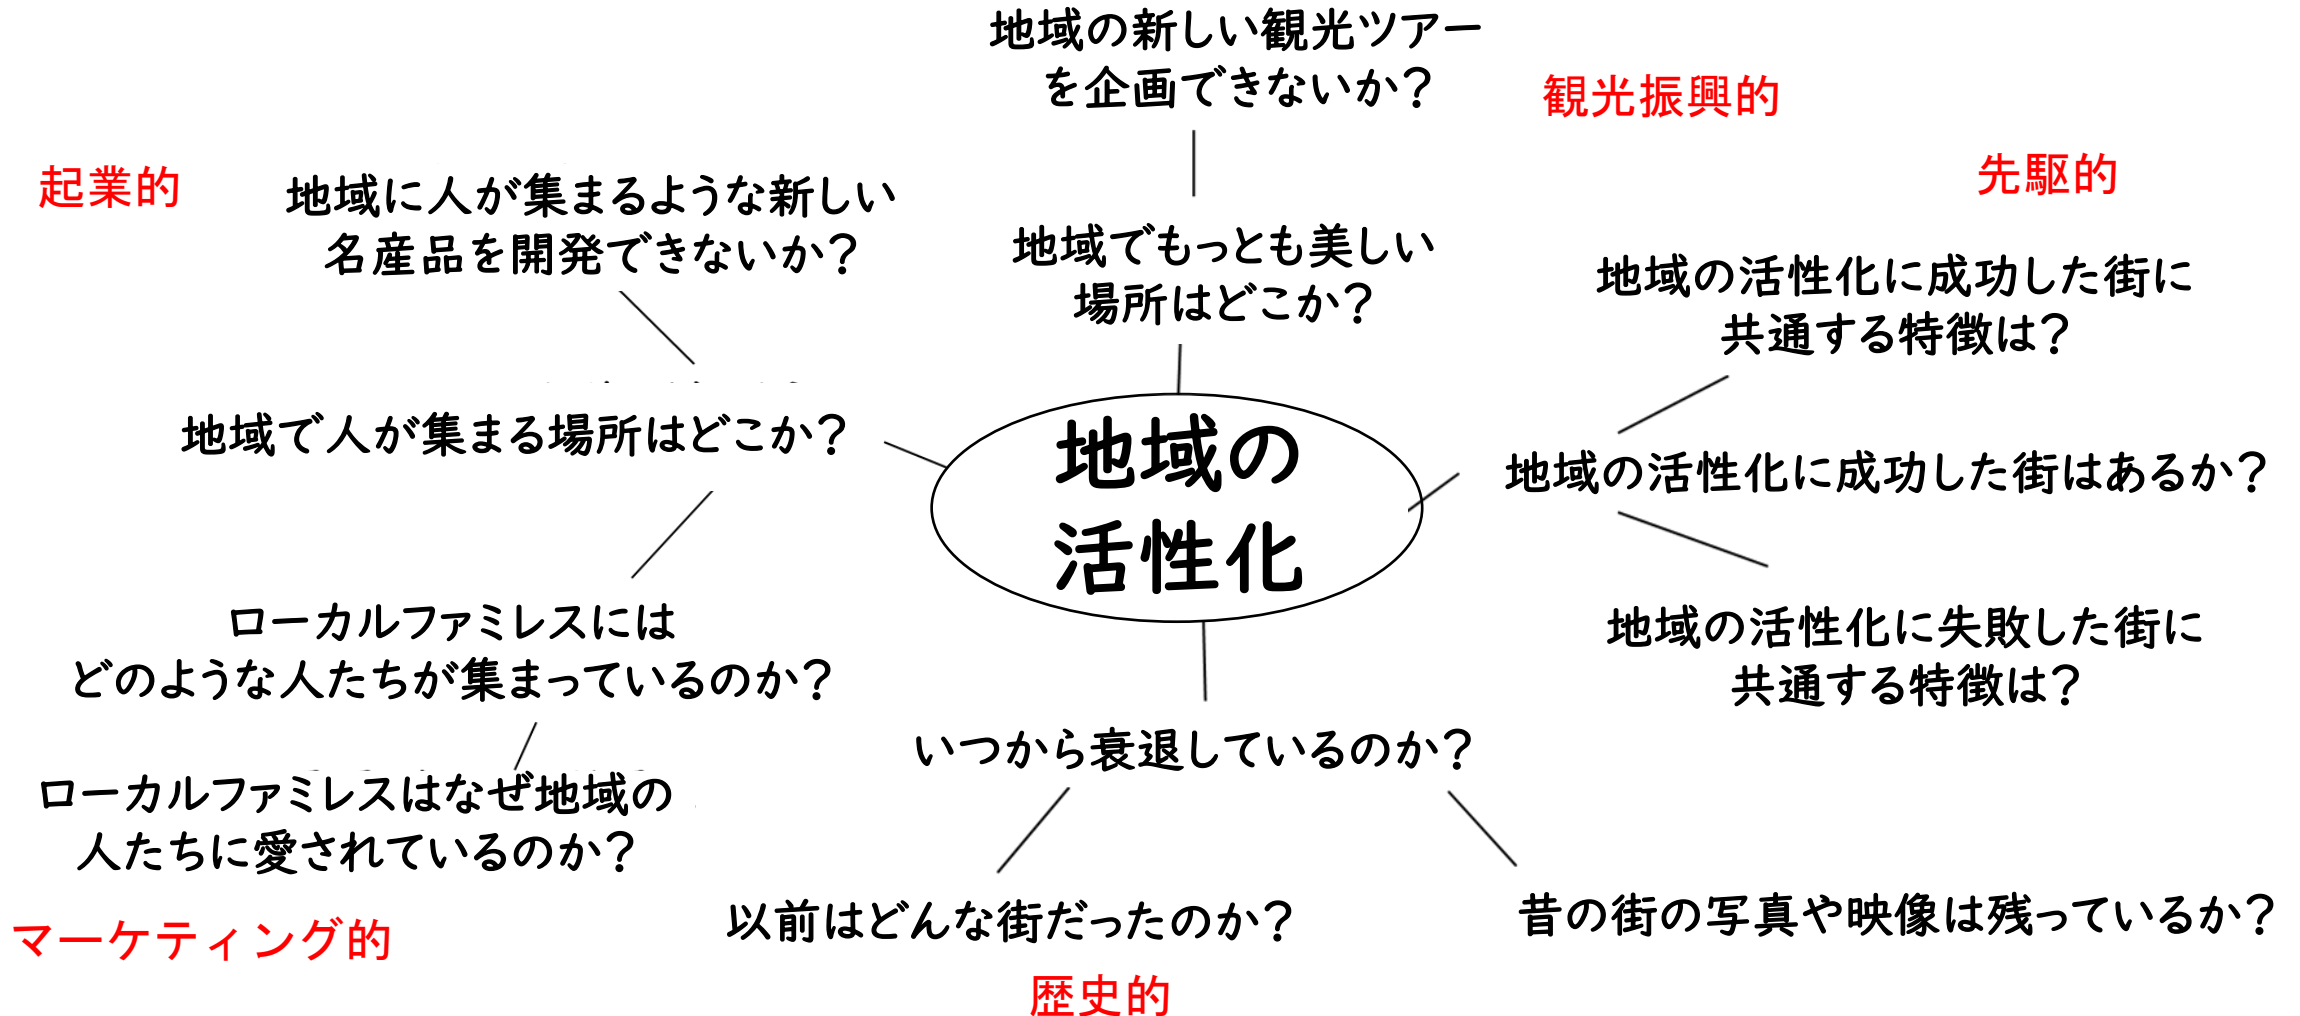 地域の新しい観光ツアー
を企画できないか？
観光振興的
起業的
地域に人が集まるような新しい
名産品を開発できないか？
先駆的
地域でもっとも美しい
場所はどこか？
地域の活性化に成功した街に
共通する特徴は？
地域で人が集まる場所はどこか？
地域の
活性化
地域の活性化に成功した街はあるか？
ローカルファミレスには
どのような人たちが集まっているのか？
地域の活性化に失敗した街に
共通する特徴は？
いつから衰退しているのか？
ローカルファミレスはなぜ地域の
人たちに愛されているのか？
マーケティング的
以前はどんな街だったのか？
昔の街の写真や映像は残っているか？
歴史的